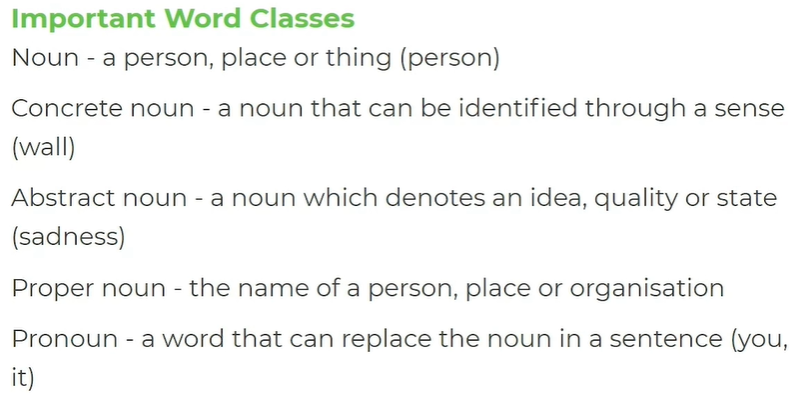 Important Word Classes
Noun - a person, place or thing (person)
Concrete noun - a noun that can be identified through a sense
(wall)
Abstract noun - a noun which denotes an idea, quality or state
(sadness)
Proper noun - the name of a person, place or organisation
Pronoun - a word that can replace the noun in a sentence (you,
it)